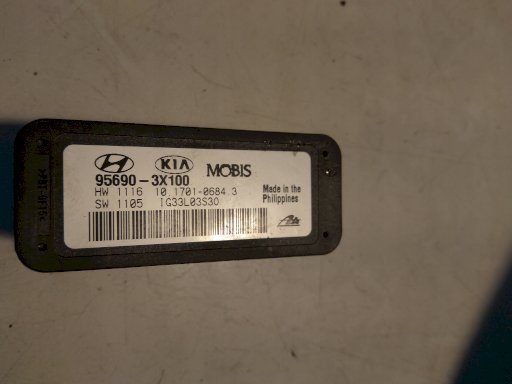 KIA MOBIS
95690-3X100
HW 1116 10.1701-0684.3
SW 1105 IG33L03S30
Made in the
Philippines